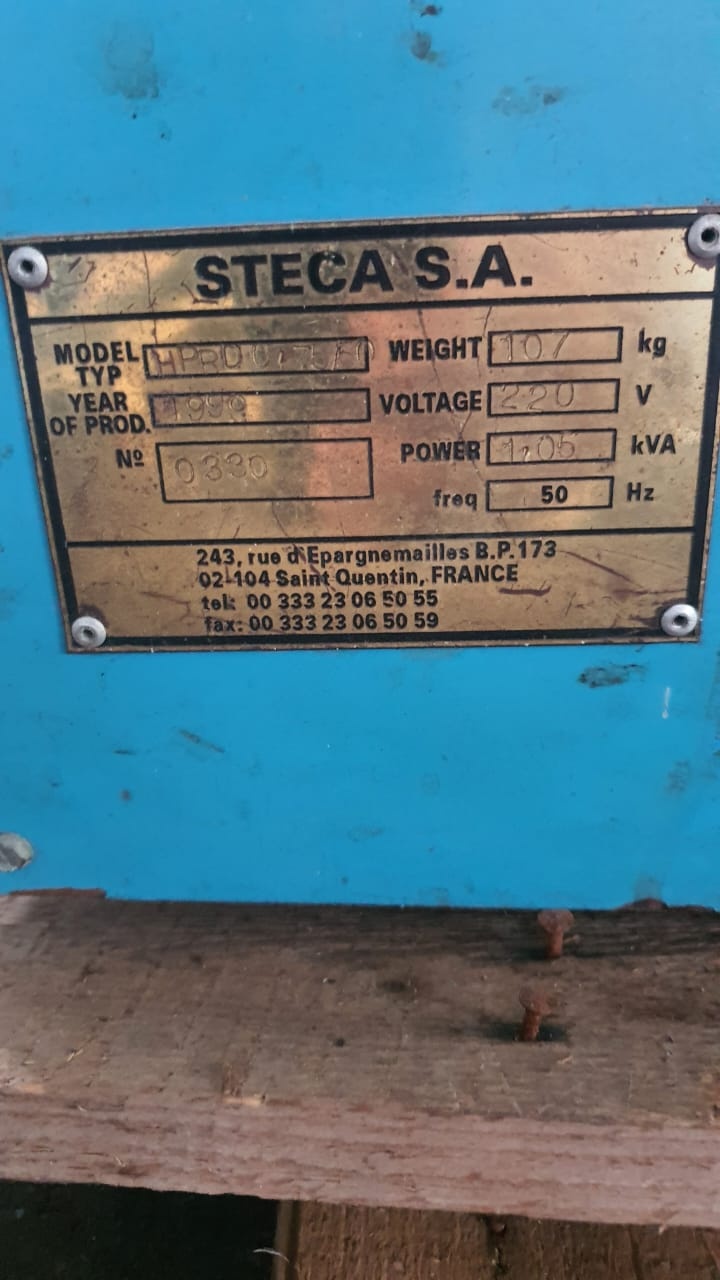 STECA S.A.
MODEL WEIGHT 107 kg
TYP
YEAR 1999 VOLTAGE 220 V
OF PROD.
Nº 0330 POWER 1,05 kVA
freq 50 Hz
243, rue d'Epargnemailles B.P. 173
02-104 Saint Quentin, FRANCE
tel: 00 333 23 06 50 55
fax: 00 333 23 06 50 59